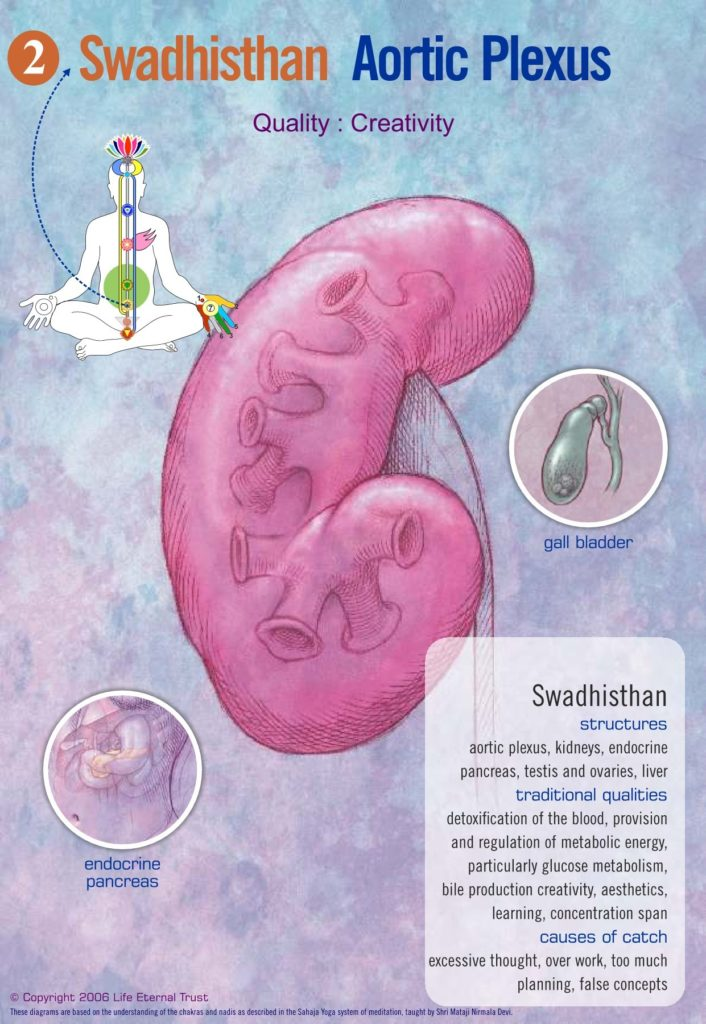 2 Swadhisthan Aortic Plexus
Quality : Creativity
7
gall bladder
endocrine
pancreas
Swadhisthan
structures
aortic plexus, kidneys, endocrine
pancreas, testis and ovaries, liver
traditional qualities
detoxification of the blood, provision
and regulation of metabolic energy,
particularly glucose metabolism,
bile production creativity, aesthetics,
learning, concentration span
causes of catch
excessive thought, over work, too much
planning, false concepts
© Copyright 2006 Life Eternal Trust
These diagrams are based on the understanding of the chakras and nadis as described in the Sahaja Yoga system of meditation, taught by Shri Mataji Nirmala Devi.